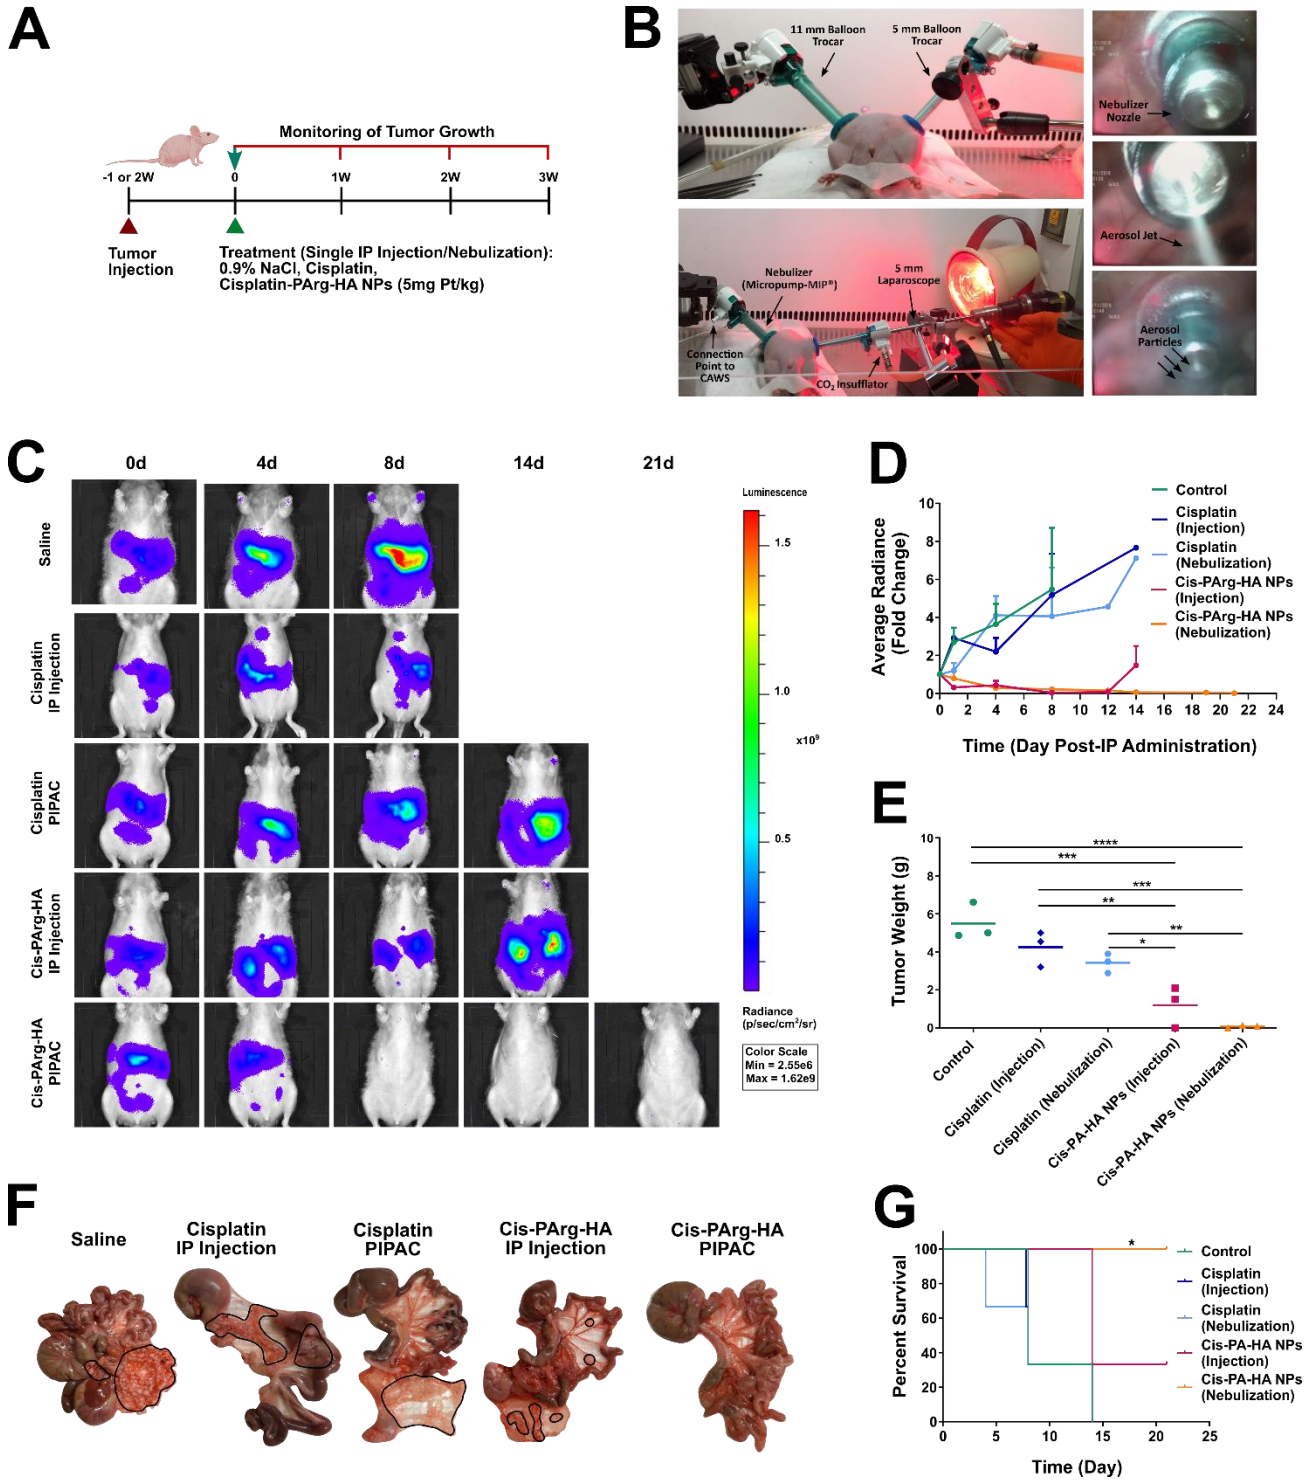 A
Monitoring of Tumor Growth
-1 or 2W
0
1W
2W
3W
Tumor
Injection
Treatment (Single IP Injection/Nebulization):
0.9% NaCl, Cisplatin,
Cisplatin-PArg-HA NPs (5mg Pt/kg)
B
11 mm Balloon
Trocar
5 mm Balloon
Trocar
Nebulizer
(Micropump-MIP®)
5 mm
Laparoscope
Connection
Point to
CAWS
CO2 Insufflator
Nebulizer
Nozzle
Aerosol Jet
Aerosol
Particles
C
0d
4d
8d
14d
21d
Saline
Cisplatin
IP Injection
Cisplatin
PIPAC
Cis-PArg-HA
IP Injection
Cis-PArg-HA
PIPAC
Luminescence
1.5
1.0
x10⁹
0.5
Radiance
(p/sec/cm²/sr)
Color Scale
Min = 2.55e6
Max = 1.62e9
D
Average Radiance
(Fold Change)
10
8
6
4
2
0
0 2 4 6 8 10 12 14 16 18 20 22 24
Time (Day Post-IP Administration)
Control
Cisplatin
(Injection)
Cisplatin
(Nebulization)
Cis-PArg-HA NPs
(Injection)
Cis-PArg-HA NPs
(Nebulization)
E
Tumor Weight (g)
10
8
6
4
2
0
****
***
***
**
**
*
Control
Cisplatin (Injection)
Cisplatin (Nebulization)
Cis-PA-HA NPs (Injection)
Cis-PA-HA NPs (Nebulization)
F
Saline
Cisplatin
IP Injection
Cisplatin
PIPAC
Cis-PArg-HA
IP Injection
Cis-PArg-HA
PIPAC
G
Percent Survival
100
80
60
40
20
0
0 5 10 15 20 25
Time (Day)
*
Control
Cisplatin
(Injection)
Cisplatin
(Nebulization)
Cis-PA-HA NPs
(Injection)
Cis-PA-HA NPs
(Nebulization)